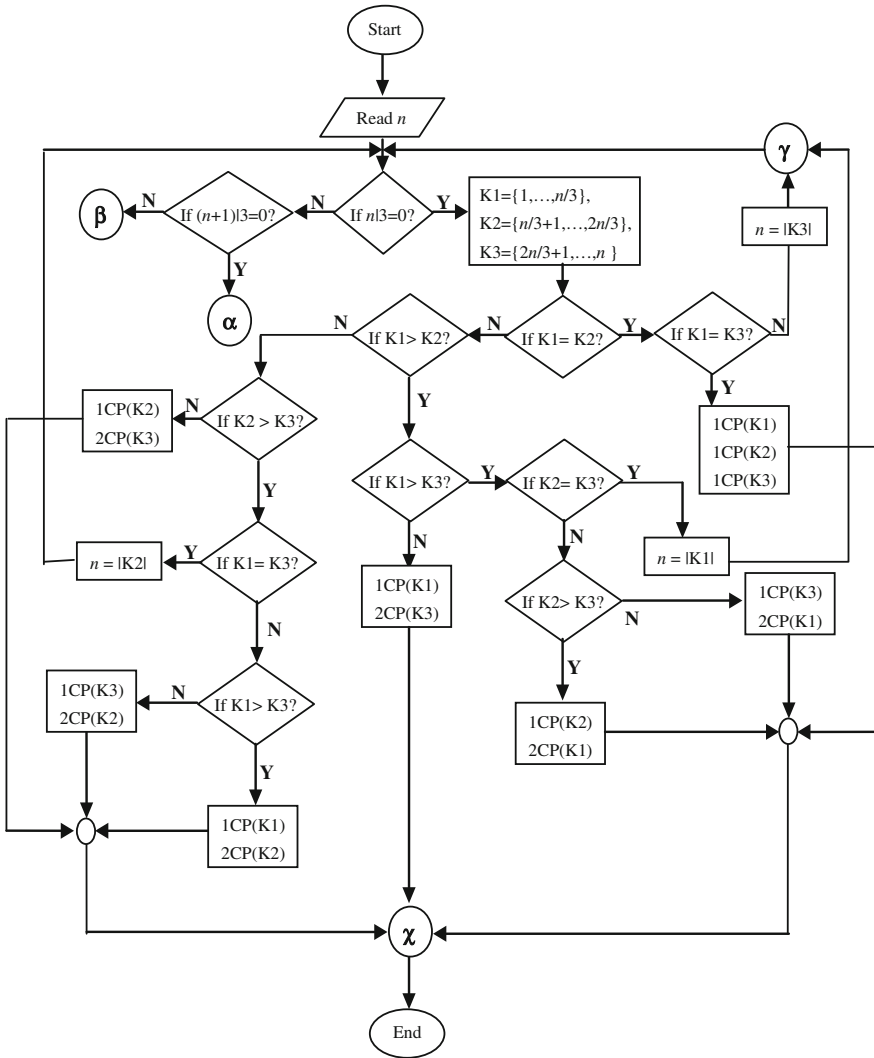 Start
Read n
γ
β
N
If (n+1)|3=0?
N
If n|3=0?
Y
K1={1,…,n/3},
K2={n/3+1,…,2n/3},
K3={2n/3+1,…,n }
n = |K3|
Y
α
N
If K1> K2?
N
If K1= K2?
Y
If K1= K3?
N
Y
1CP(K2)
2CP(K3)
N
If K2 > K3?
Y
1CP(K1)
1CP(K2)
1CP(K3)
If K1> K3?
Y
If K2= K3?
Y
Y
N
N
n = |K2|
Y
If K1= K3?
n = |K1|
1CP(K1)
2CP(K3)
If K2> K3?
N
1CP(K3)
2CP(K1)
N
Y
1CP(K3)
2CP(K2)
N
If K1> K3?
1CP(K2)
2CP(K1)
Y
1CP(K1)
2CP(K2)
χ
End